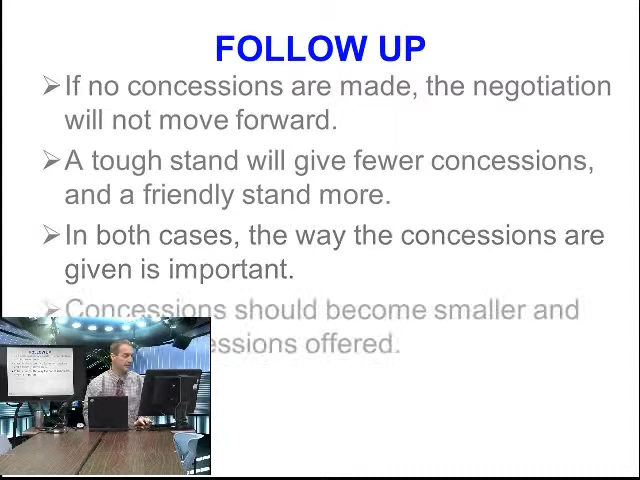 FOLLOW UP
➢If no concessions are made, the negotiation
will not move forward.
➢A tough stand will give fewer concessions,
and a friendly stand more.
➢In both cases, the way the concessions are
given is important.
➢Concessions should become smaller and
essions offered.
FOLLOW UP